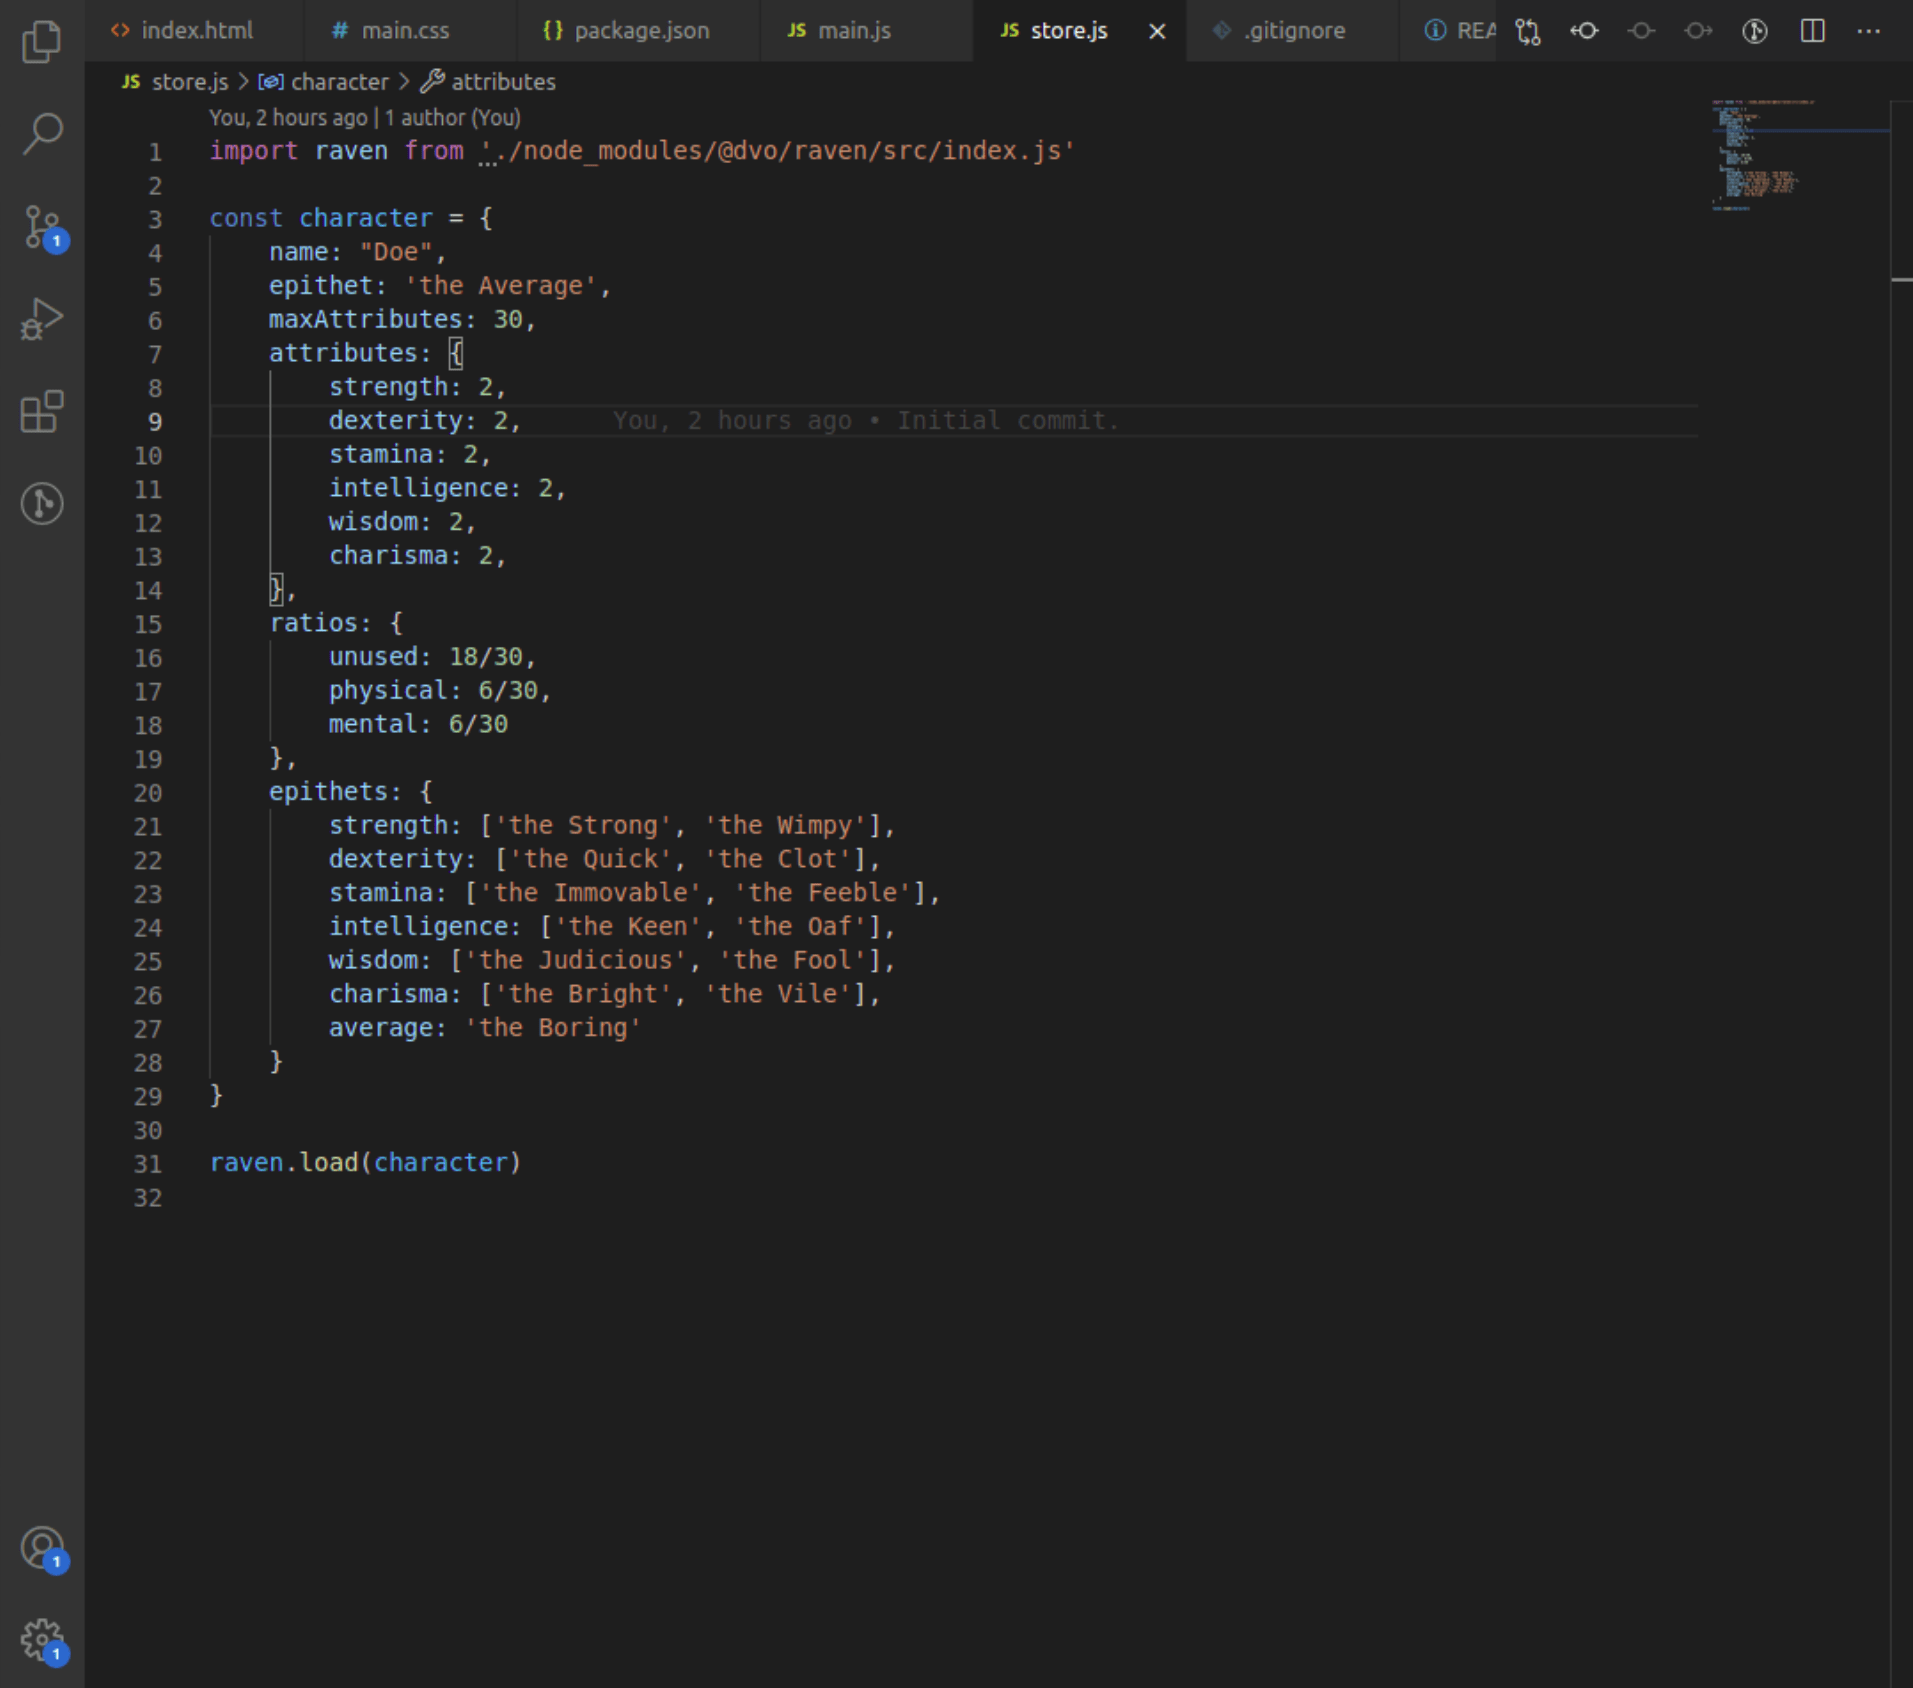 index.html main.css package.json main.js store.js .gitignore REA
store.js > character > attributes
You, 2 hours ago | 1 author (You)
1 import raven from './node_modules/@dvo/raven/src/index.js'
2
3 const character = {
4 name: "Doe",
5 epithet: 'the Average',
6 maxAttributes: 30,
7 attributes: {
8 strength: 2,
9 dexterity: 2, You, 2 hours ago • Initial commit.
10 stamina: 2,
11 intelligence: 2,
12 wisdom: 2,
13 charisma: 2,
14 },
15 ratios: {
16 unused: 18/30,
17 physical: 6/30,
18 mental: 6/30
19 },
20 epithets: {
21 strength: ['the Strong', 'the Wimpy'],
22 dexterity: ['the Quick', 'the Clot'],
23 stamina: ['the Immovable', 'the Feeble'],
24 intelligence: ['the Keen', 'the Oaf'],
25 wisdom: ['the Judicious', 'the Fool'],
26 charisma: ['the Bright', 'the Vile'],
27 average: 'the Boring'
28 }
29 }
30
31 raven.load(character)
32
1
1
1